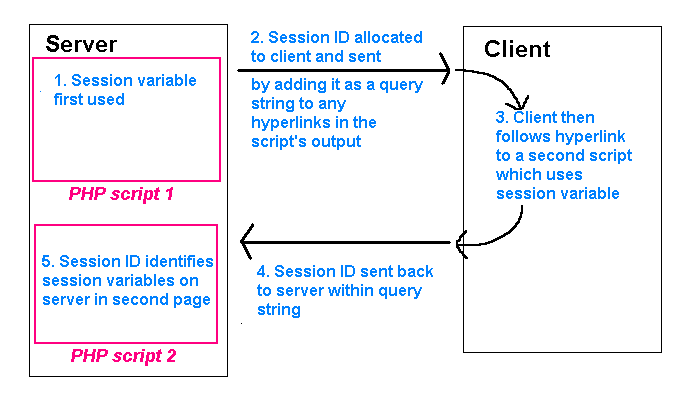 Server
1. Session variable
first used
PHP script 1
2. Session ID allocated
to client and sent
by adding it as a query
string to any
hyperlinks in the
script's output
Client
3. Client then
follows hyperlink
to a second script
which uses
session variable
4. Session ID sent back
to server within query
string
5. Session ID identifies
session variables on
server in second page
PHP script 2